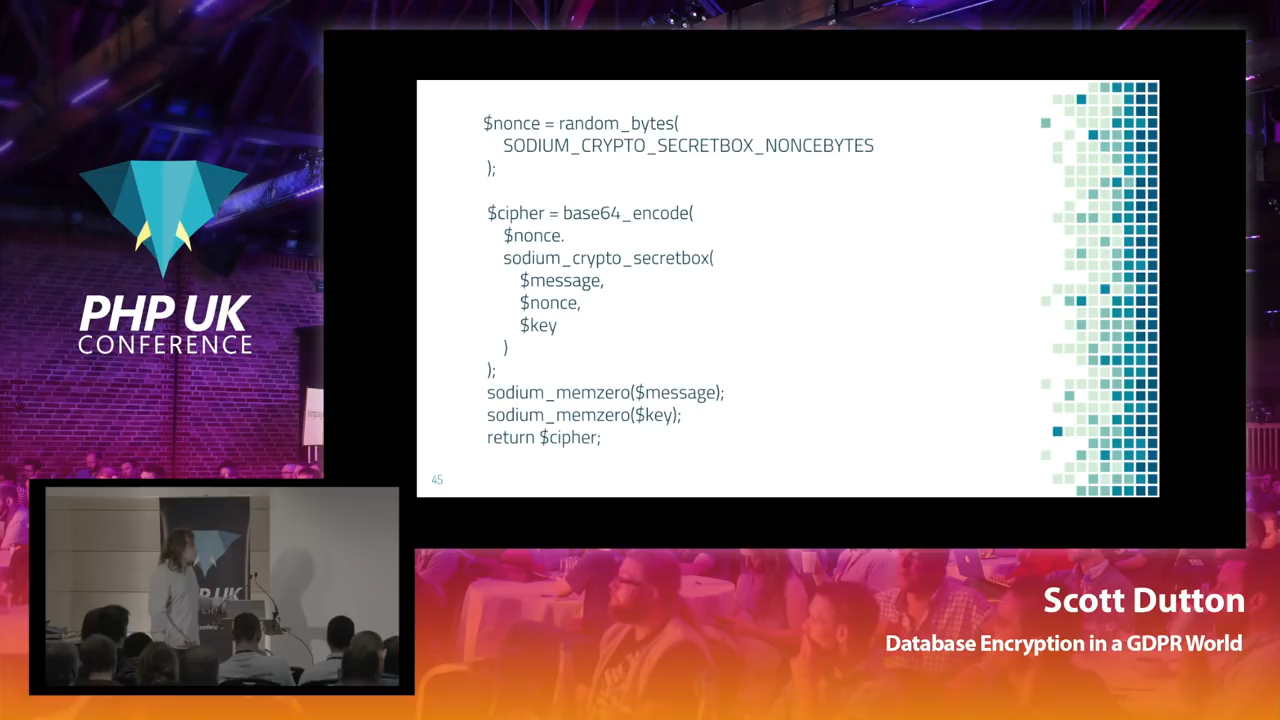 $nonce = random_bytes(
SODIUM_CRYPTO_SECRETBOX_NONCEBYTES
);
$cipher = base64_encode(
$nonce.
sodium_crypto_secretbox(
$message,
$nonce,
$key
)
);
sodium_memzero($message);
sodium_memzero($key);
return $cipher;
45
PHP UK
CONFERENCE
Scott Dutton
Database Encryption in a GDPR World